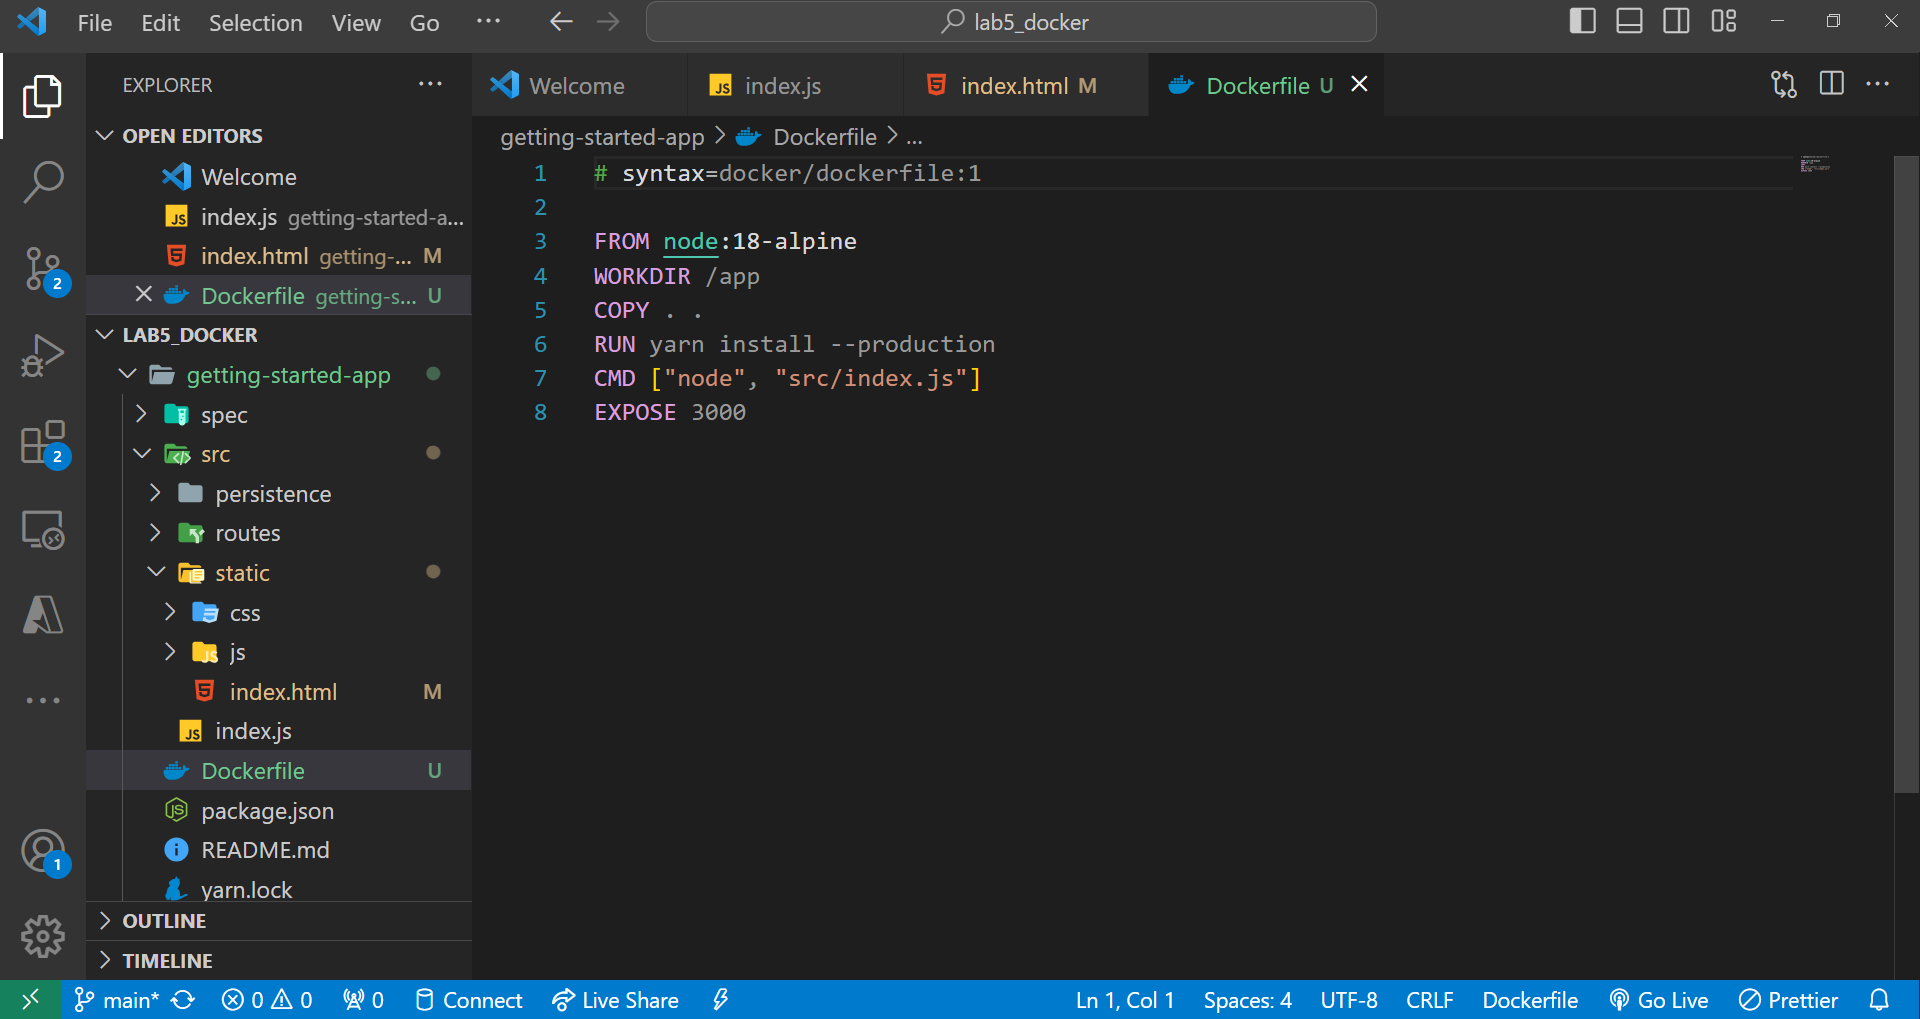 File Edit Selection View Go ··· lab5_docker
EXPLORER ···
OPEN EDITORS
Welcome
index.js getting-started-a...
index.html getting-... M
Dockerfile getting-s... U
LAB5_DOCKER
getting-started-app
spec
src
persistence
routes
static
css
js
index.html M
index.js
Dockerfile U
package.json
README.md
yarn.lock
OUTLINE
TIMELINE
2
2
1
Welcome index.js index.html M Dockerfile U
getting-started-app > Dockerfile > ...
1 # syntax=docker/dockerfile:1
2
3 FROM node:18-alpine
4 WORKDIR /app
5 COPY . .
6 RUN yarn install --production
7 CMD ["node", "src/index.js"]
8 EXPOSE 3000
main* 0 0 0 Connect Live Share Ln 1, Col 1 Spaces: 4 UTF-8 CRLF Dockerfile Go Live Prettier